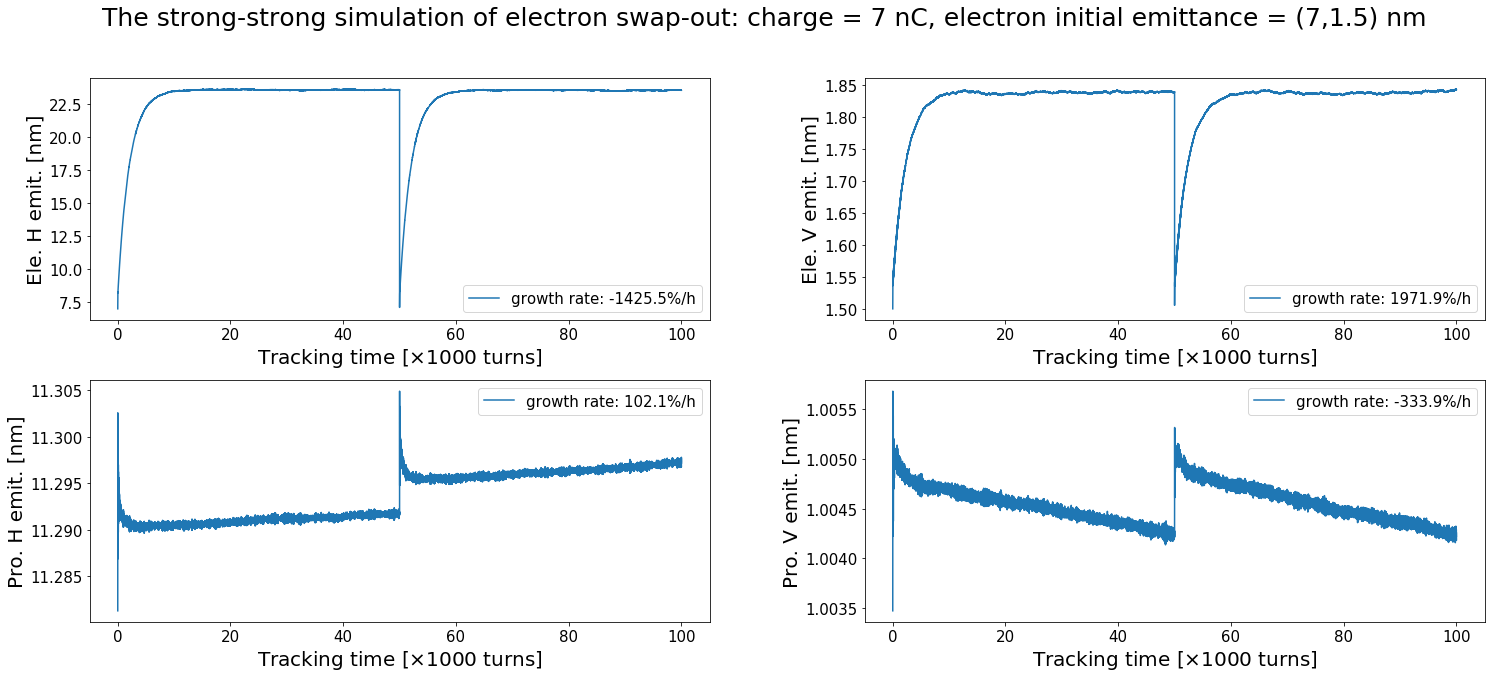 The strong-strong simulation of electron swap-out: charge = 7 nC, electron initial emittance = (7,1.5) nm
Ele. H emit. [nm]
22.5
20.0
17.5
15.0
12.5
10.0
7.5
growth rate: -1425.5%/h
0 20 40 60 80 100
Tracking time [×1000 turns]
Ele. V emit. [nm]
1.85
1.80
1.75
1.70
1.65
1.60
1.55
1.50
growth rate: 1971.9%/h
0 20 40 60 80 100
Tracking time [×1000 turns]
Pro. H emit. [nm]
11.305
11.300
11.295
11.290
11.285
growth rate: 102.1%/h
0 20 40 60 80 100
Tracking time [×1000 turns]
Pro. V emit. [nm]
1.0055
1.0050
1.0045
1.0040
1.0035
growth rate: -333.9%/h
0 20 40 60 80 100
Tracking time [×1000 turns]